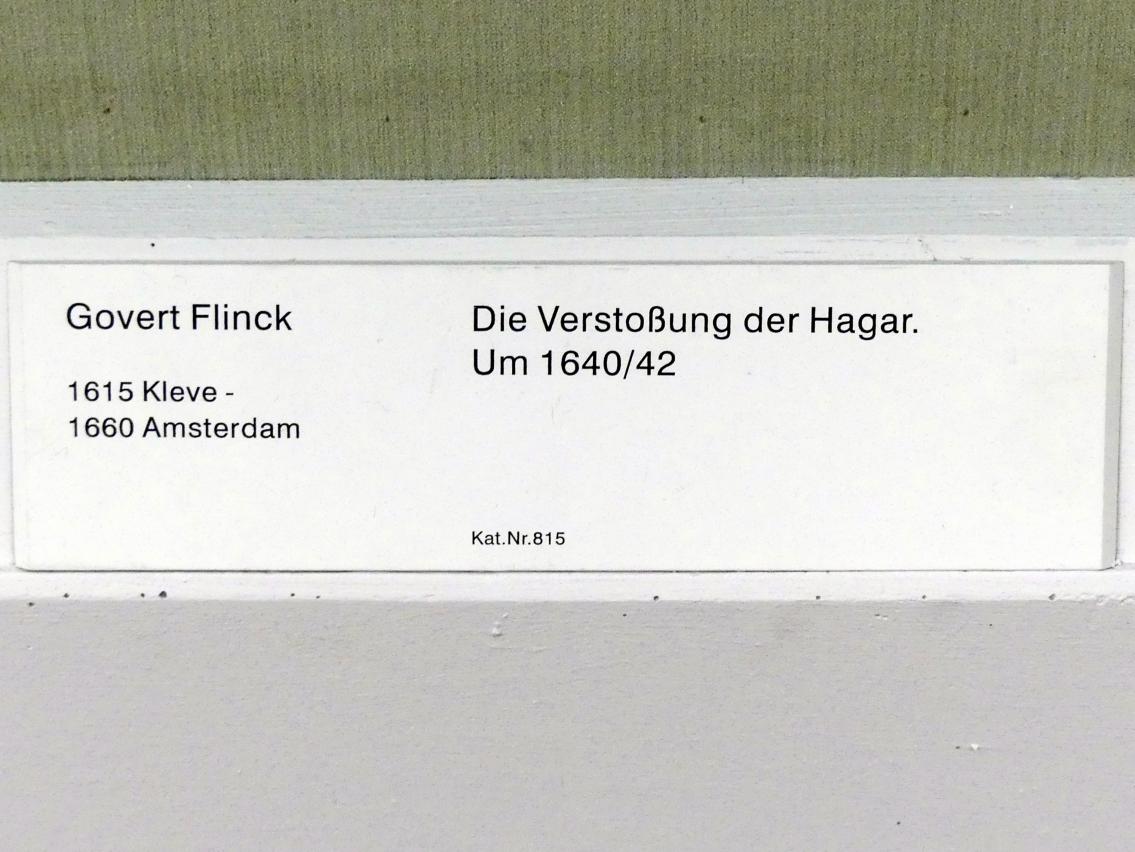 Govert Flinck
1615 Kleve -
1660 Amsterdam
Die Verstoßung der Hagar.
Um 1640/42
Kat.Nr.815